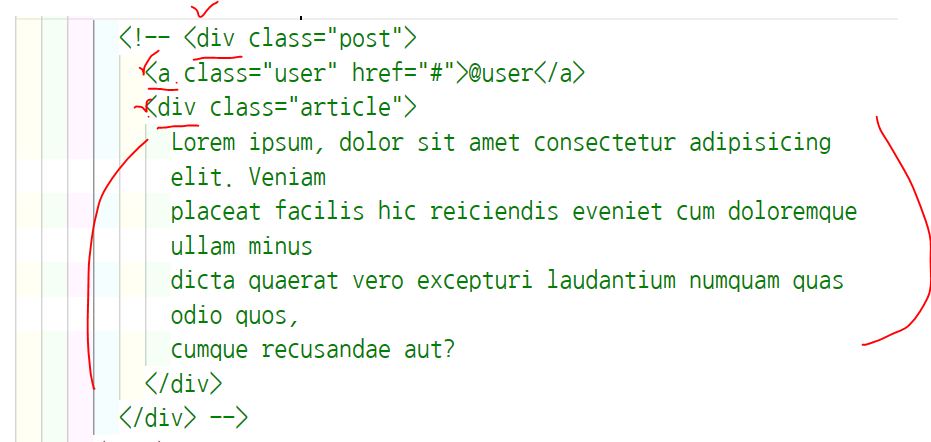 <!-- <div class="post">
<a class="user" href="#">@user</a>
<div class="article">
Lorem ipsum, dolor sit amet consectetur adipisicing
elit. Veniam
placeat facilis hic reiciendis eveniet cum doloremque
ullam minus
dicta quaerat vero excepturi laudantium numquam quas
odio quos,
cumque recusandae aut?
</div>
</div> -->